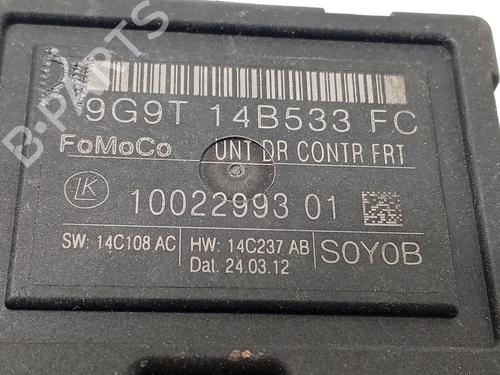 9G9T 14B533 FC
FoMoCo UNT DR CONTR FRT
LK 10022993 01
SW: 14C108 AC HW: 14C237 AB SOYOB
Dat. 24.03.12
B-PARTS